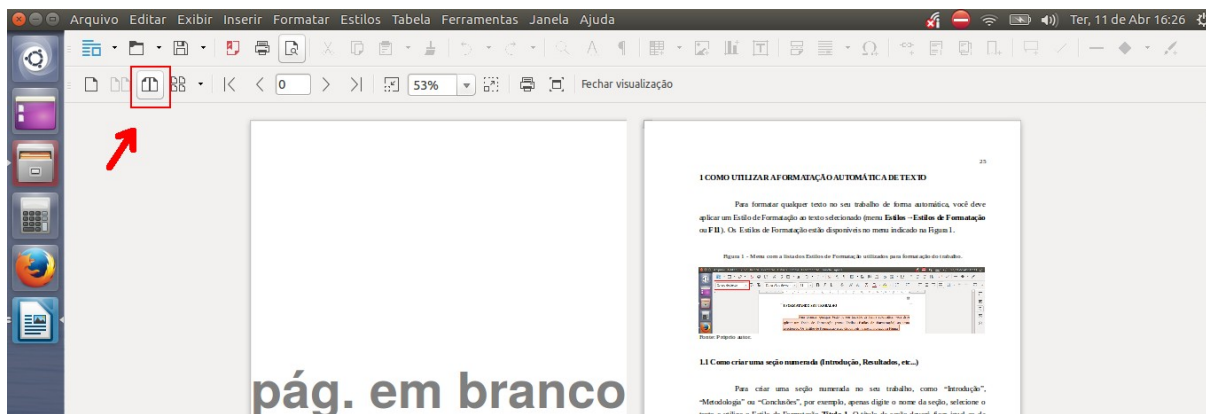 Arquivo Editar Exibir Inserir Formatar Estilos Tabela Ferramentas Janela Ajuda
Ter, 11 de Abr 16:26
0
53%
Fechar visualização
pág. em branco
25
1 COMO UTILIZAR A FORMATAÇÃO AUTOMÁTICA DE TEXTO
Para formatar qualquer texto no seu trabalho de forma automática, você deve
aplicar um Estilo de Formatação ao texto selecionado (menu Estilos → Estilos de Formatação
ou F11). Os Estilos de Formatação estão disponíveis no menu indicado na Figura 1.
Figura 1 - Menu com a lista dos Estilos de Formatação utilizados para formatação do trabalho.
Fonte: Próprio autor.
1.1 Como criar uma seção numerada (Introdução, Resultados, etc...)
Para criar uma seção numerada no seu trabalho, como “Introdução”,
“Metodologia” ou “Conclusões”, por exemplo, apenas digite o nome da seção, selecione o